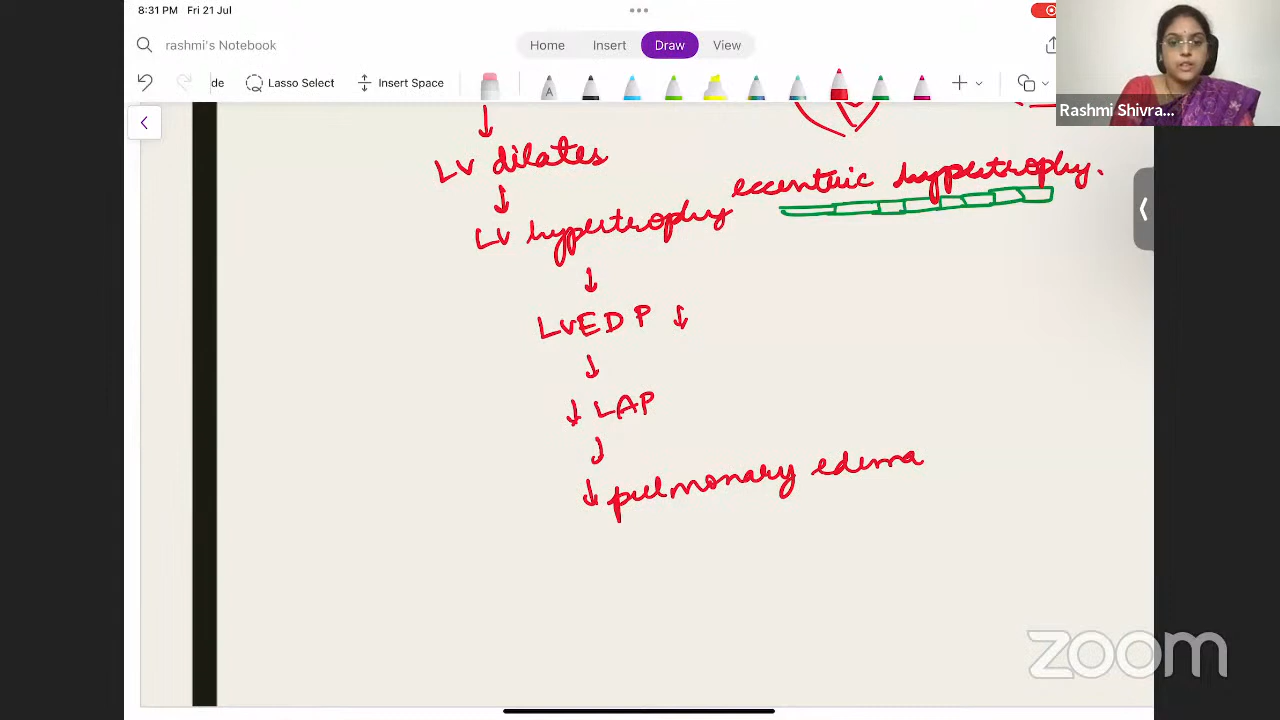 8:31 PM Fri 21 Jul
rashmi's Notebook
Home Insert Draw View
de Lasso Select Insert Space
Rashmi Shivra...
↓
LV dilates
↓
LV hypertrophy eccentric hypertrophy.
↓
LVEDP ↓
↓
↓ LAP
↓
↓ pulmonary edema
zoom